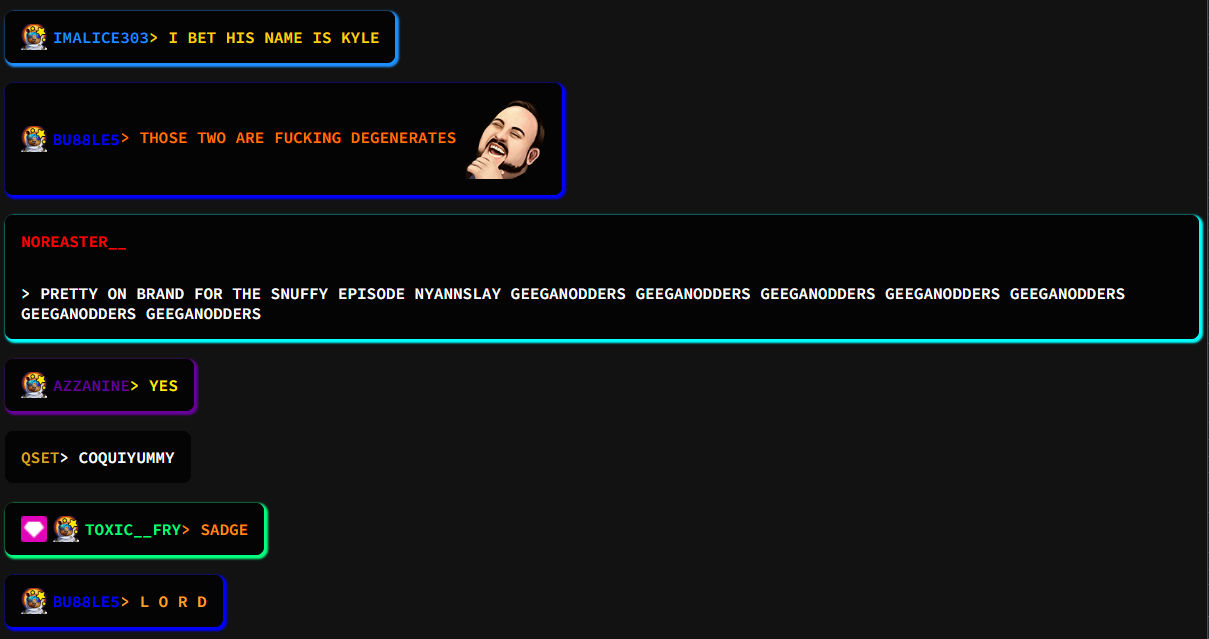 IMALICE303> I BET HIS NAME IS KYLE
BU88LE5> THOSE TWO ARE FUCKING DEGENERATES
NOREASTER__
> PRETTY ON BRAND FOR THE SNUFFY EPISODE NYANNSLAY GEEGANODDERS GEEGANODDERS GEEGANODDERS GEEGANODDERS GEEGANODDERS
GEEGANODDERS GEEGANODDERS
AZZANINE> YES
QSET> COQUIYUMMY
TOXIC__FRY> SADGE
BU88LE5> L O R D